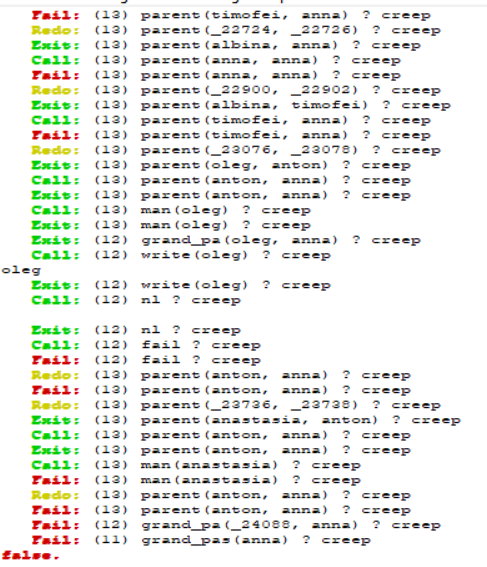 Fail: (13) parent(timofei, anna) ? creep
Redo: (13) parent(_22724, _22726) ? creep
Exit: (13) parent(albina, anna) ? creep
Call: (13) parent(anna, anna) ? creep
Fail: (13) parent(anna, anna) ? creep
Redo: (13) parent(_22900, _22902) ? creep
Exit: (13) parent(albina, timofei) ? creep
Call: (13) parent(timofei, anna) ? creep
Fail: (13) parent(timofei, anna) ? creep
Redo: (13) parent(_23076, _23078) ? creep
Exit: (13) parent(oleg, anton) ? creep
Call: (13) parent(anton, anna) ? creep
Exit: (13) parent(anton, anna) ? creep
Call: (13) man(oleg) ? creep
Exit: (13) man(oleg) ? creep
Exit: (12) grand_pa(oleg, anna) ? creep
Call: (12) write(oleg) ? creep
oleg
Exit: (12) write(oleg) ? creep
Call: (12) nl ? creep
Exit: (12) nl ? creep
Call: (12) fail ? creep
Fail: (12) fail ? creep
Redo: (13) parent(anton, anna) ? creep
Fail: (13) parent(anton, anna) ? creep
Redo: (13) parent(_23736, _23738) ? creep
Exit: (13) parent(anastasia, anton) ? creep
Call: (13) parent(anton, anna) ? creep
Exit: (13) parent(anton, anna) ? creep
Call: (13) man(anastasia) ? creep
Fail: (13) man(anastasia) ? creep
Redo: (13) parent(anton, anna) ? creep
Fail: (13) parent(anton, anna) ? creep
Fail: (12) grand_pa(_24088, anna) ? creep
Fail: (11) grand_pas(anna) ? creep
false.